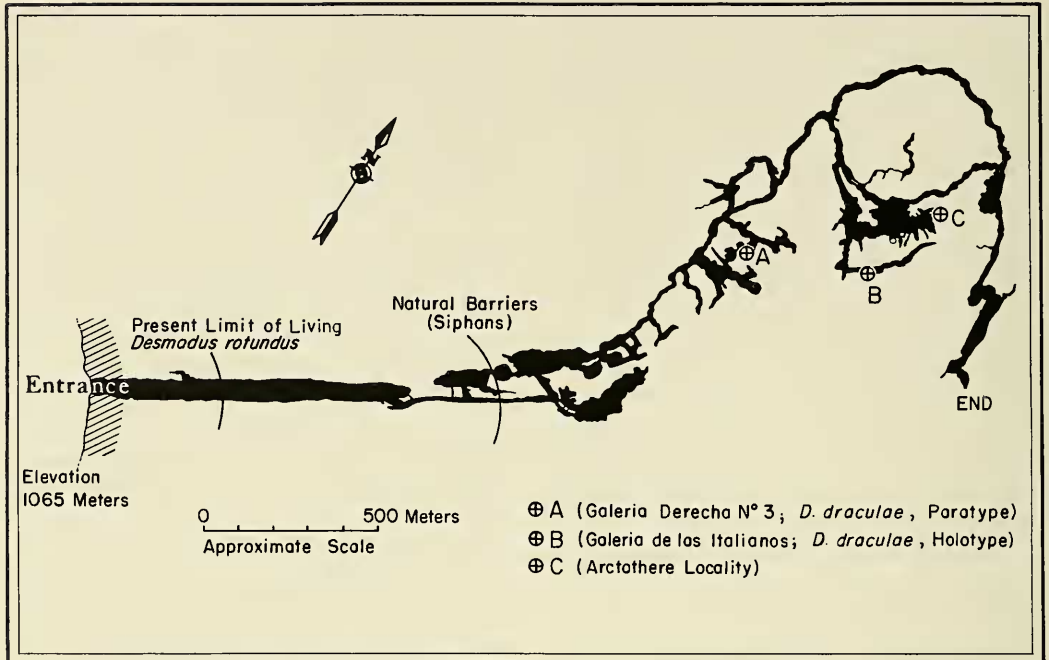 N
Present Limit of Living
Desmodus rotundus
Natural Barriers
(Siphons)
Entrance
Elevation
1065 Meters
0 500 Meters
Approximate Scale
A
B
C
END
⊕ A (Galeria Derecha N° 3; D. draculae, Paratype)
⊕ B (Galeria de los Italianos; D. draculae, Holotype)
⊕ C (Arctothere Locality)